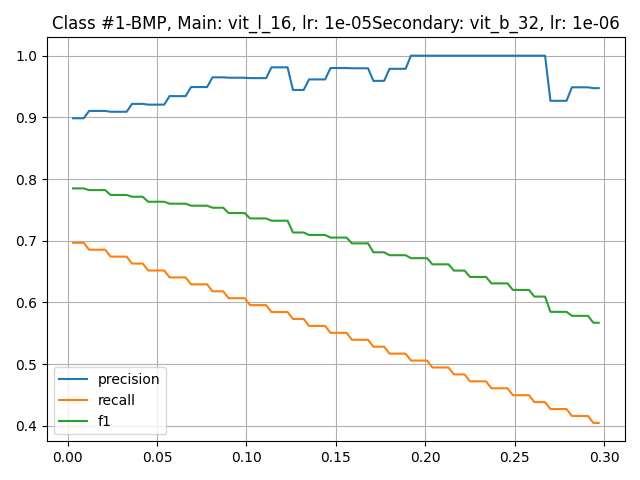 Class #1-BMP, Main: vit_l_16, lr: 1e-05Secondary: vit_b_32, lr: 1e-06
1.0
0.9
0.8
0.7
0.6
0.5
0.4
precision
recall
f1
0.00 0.05 0.10 0.15 0.20 0.25 0.30